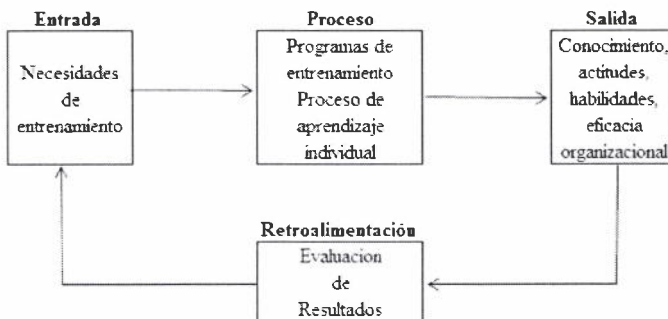 Entrada
Necesidades
de
entrenamiento
Proceso
Programas de
entrenamiento
Proceso de
aprendizaje
individual
Salida
Conocimiento,
actitudes,
habilidades,
eficacia
organizacional
Retroalimentación
Evaluacion
de
Resultados